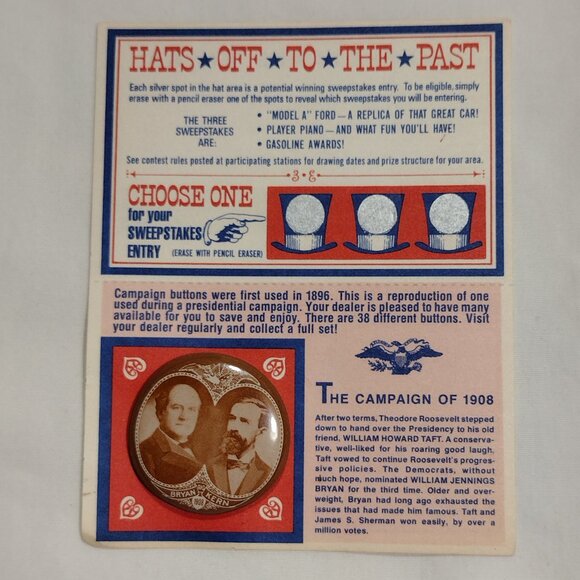 HATS★OFF★TO★THE★PAST
Each silver spot in the hat area is a potential winning sweepstakes entry. To be eligible, simply
erase with a pencil eraser one of the spots to reveal which sweepstakes you will be entering.
THE THREE
SWEEPSTAKES
ARE:
• "MODEL A" FORD—A REPLICA OF THAT GREAT CAR!
• PLAYER PIANO—AND WHAT FUN YOU'LL HAVE!
• GASOLINE AWARDS!
See contest rules posted at participating stations for drawing dates and prize structure for your area.
CHOOSE ONE
for your
SWEEPSTAKES
ENTRY
(ERASE WITH PENCIL ERASER)
Campaign buttons were first used in 1896. This is a reproduction of one
used during a presidential campaign. Your dealer is pleased to have many
available for you to save and enjoy. There are 38 different buttons. Visit
your dealer regularly and collect a full set!
BRYAN KERN
THE CAMPAIGN OF 1908
After two terms, Theodore Roosevelt stepped
down to hand over the Presidency to his old
friend, WILLIAM HOWARD TAFT. A conserva-
tive, well-liked for his roaring good laugh,
Taft vowed to continue Roosevelt's progres-
sive policies. The Democrats, without
much hope, nominated WILLIAM JENNINGS
BRYAN for the third time. Older and over-
weight, Bryan had long ago exhausted the
issues that had made him famous. Taft and
James S. Sherman won easily, by over a
million votes.